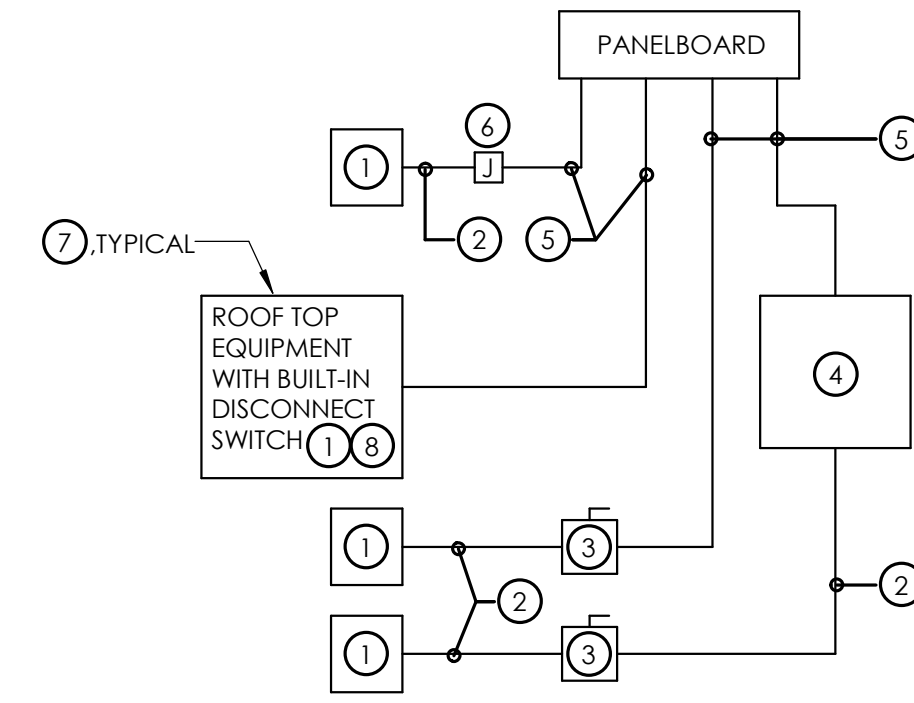 PANELBOARD
6
5
1
J
2
5
7 ,TYPICAL
ROOF TOP
EQUIPMENT
WITH BUILT-IN
DISCONNECT
SWITCH 1 8
4
1
3
2
2
1
3